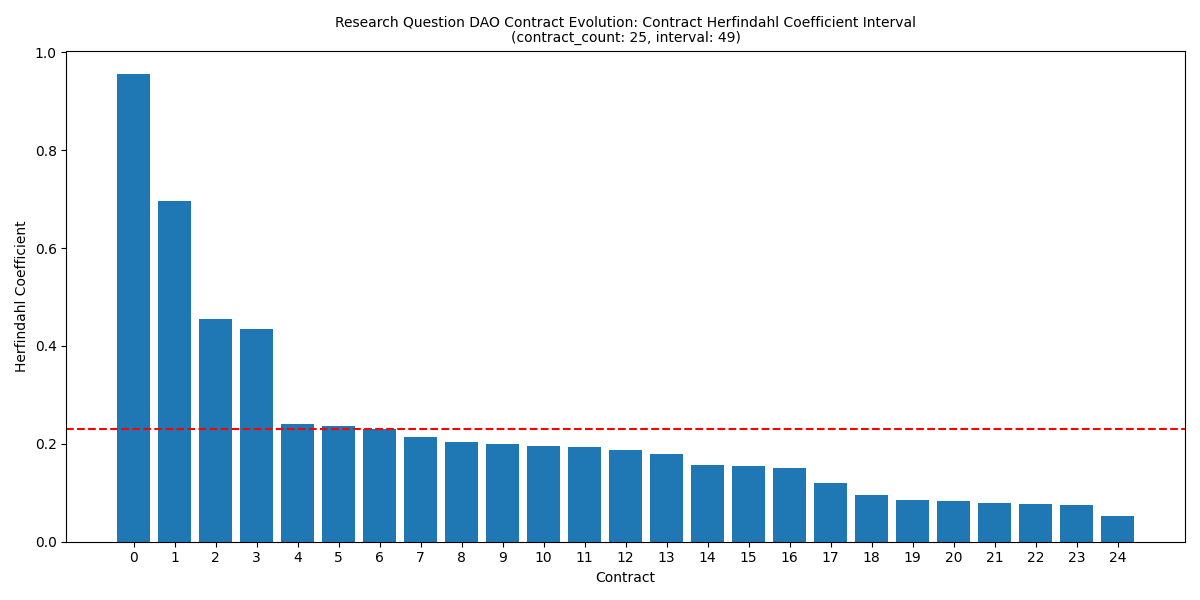 Research Question DAO Contract Evolution: Contract Herfindahl Coefficient Interval
(contract_count: 25, interval: 49)
Herfindahl Coefficient
1.0
0.8
0.6
0.4
0.2
0.0
0 1 2 3 4 5 6 7 8 9 10 11 12 13 14 15 16 17 18 19 20 21 22 23 24
Contract